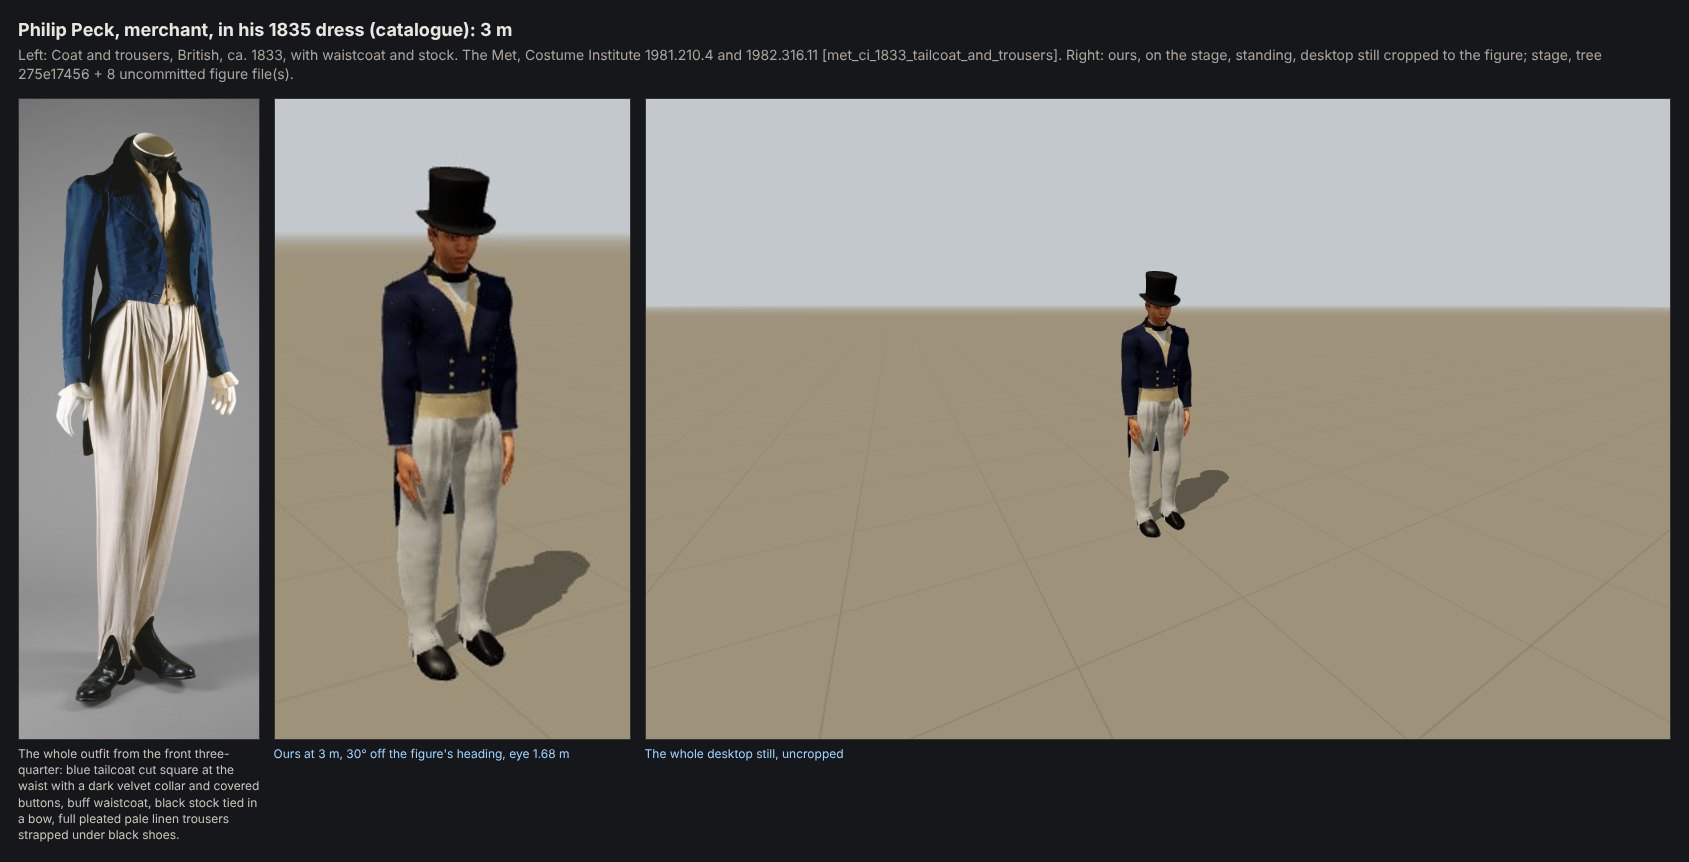 Philip Peck, merchant, in his 1835 dress (catalogue): 3 m
Left: Coat and trousers, British, ca. 1833, with waistcoat and stock. The Met, Costume Institute 1981.210.4 and 1982.316.11 [met_ci_1833_tailcoat_and_trousers]. Right: ours, on the stage, standing, desktop still cropped to the figure; stage, tree
275e17456 + 8 uncommitted figure file(s).
The whole outfit from the front three-
quarter: blue tailcoat cut square at the
waist with a dark velvet collar and covered
buttons, buff waistcoat, black stock tied in
a bow, full pleated pale linen trousers
strapped under black shoes.
Ours at 3 m, 30° off the figure's heading, eye 1.68 m
The whole desktop still, uncropped